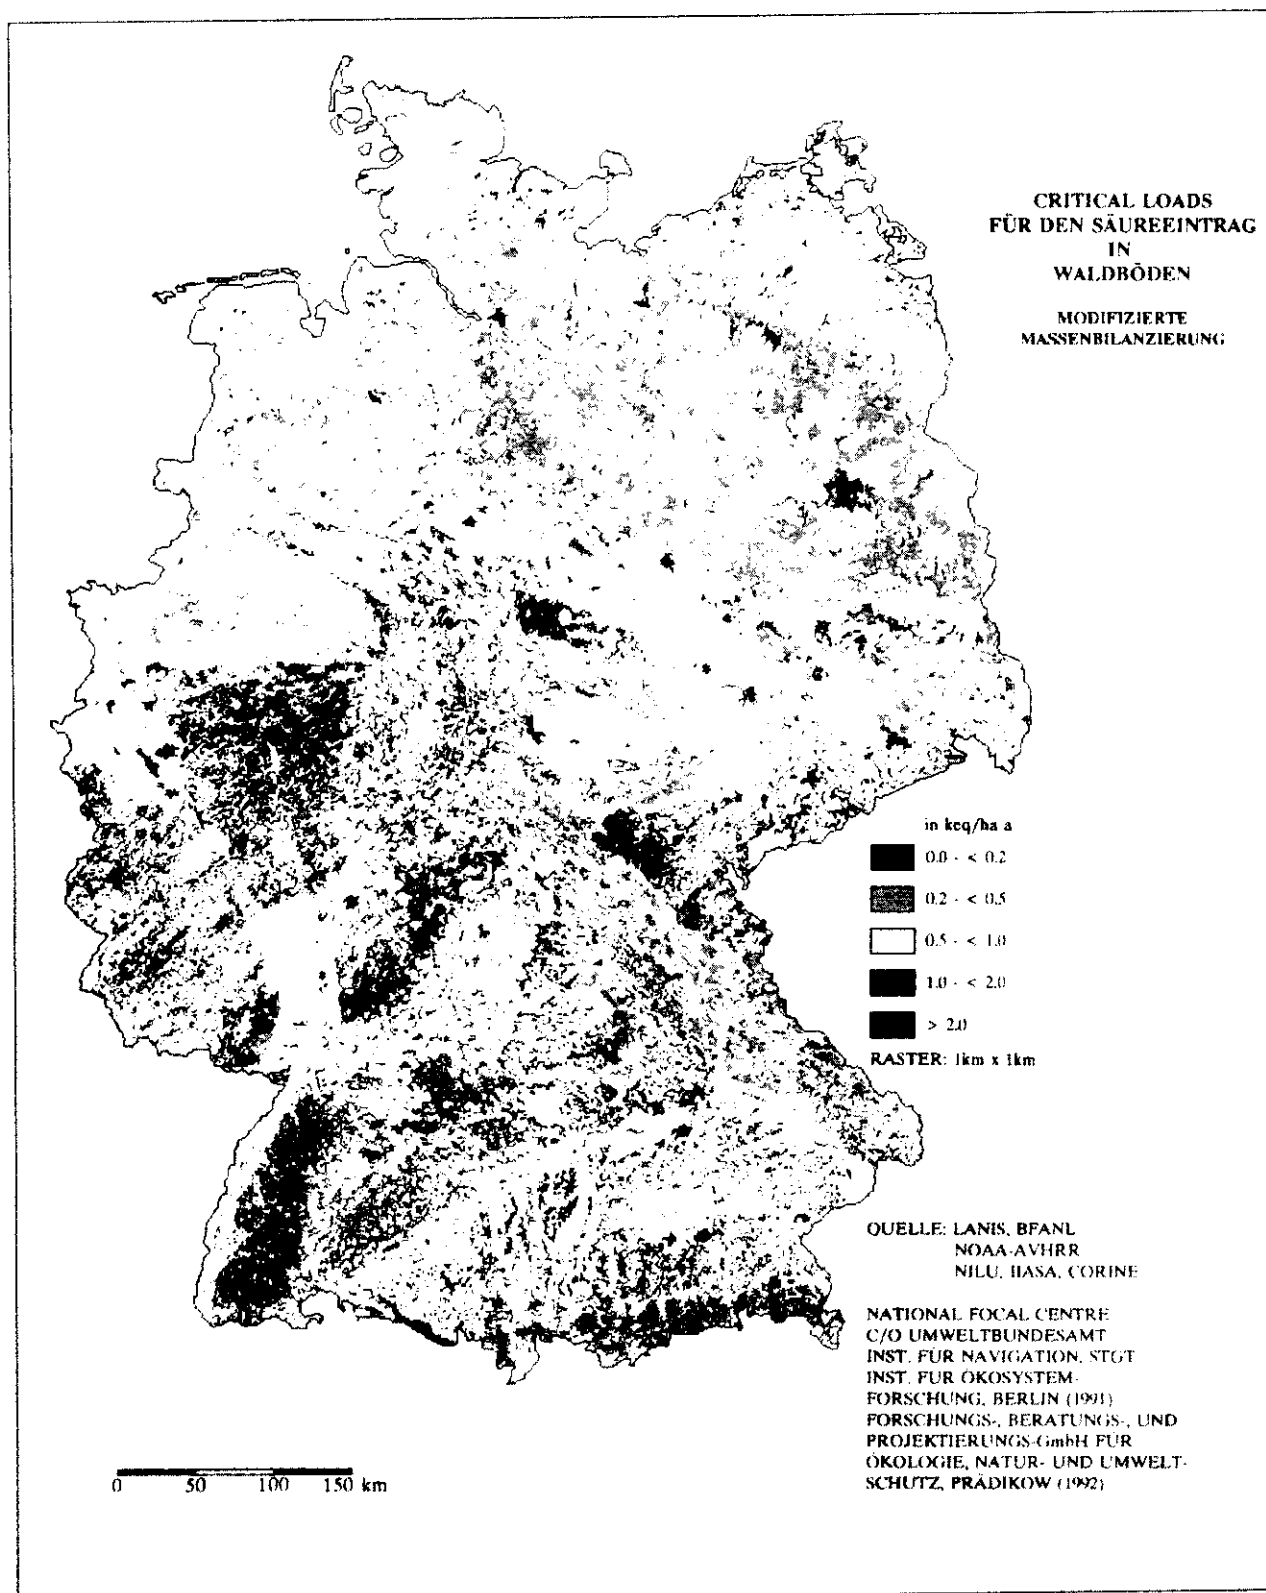 CRITICAL LOADS
FÜR DEN SÄUREEINTRAG
IN
WALDBÖDEN
MODIFIZIERTE
MASSENBILANZIERUNG
in keq/ha a
0.0 - < 0.2
0.2 - < 0.5
0.5 - < 1.0
1.0 - < 2.0
> 2.0
RASTER: 1km x 1km
QUELLE: LANIS, BFANL
NOAA-AVHRR
NILU, IIASA, CORINE
NATIONAL FOCAL CENTRE
C/O UMWELTBUNDESAMT
INST. FÜR NAVIGATION, STGT
INST. FUR ÖKOSYSTEM-
FORSCHUNG, BERLIN (1991)
FORSCHUNGS-, BERATUNGS-, UND
PROJEKTIERUNGS-GmbH FÜR
ÖKOLOGIE, NATUR- UND UMWELT-
SCHUTZ, PRÄDIKOW (1992)
0 50 100 150 km